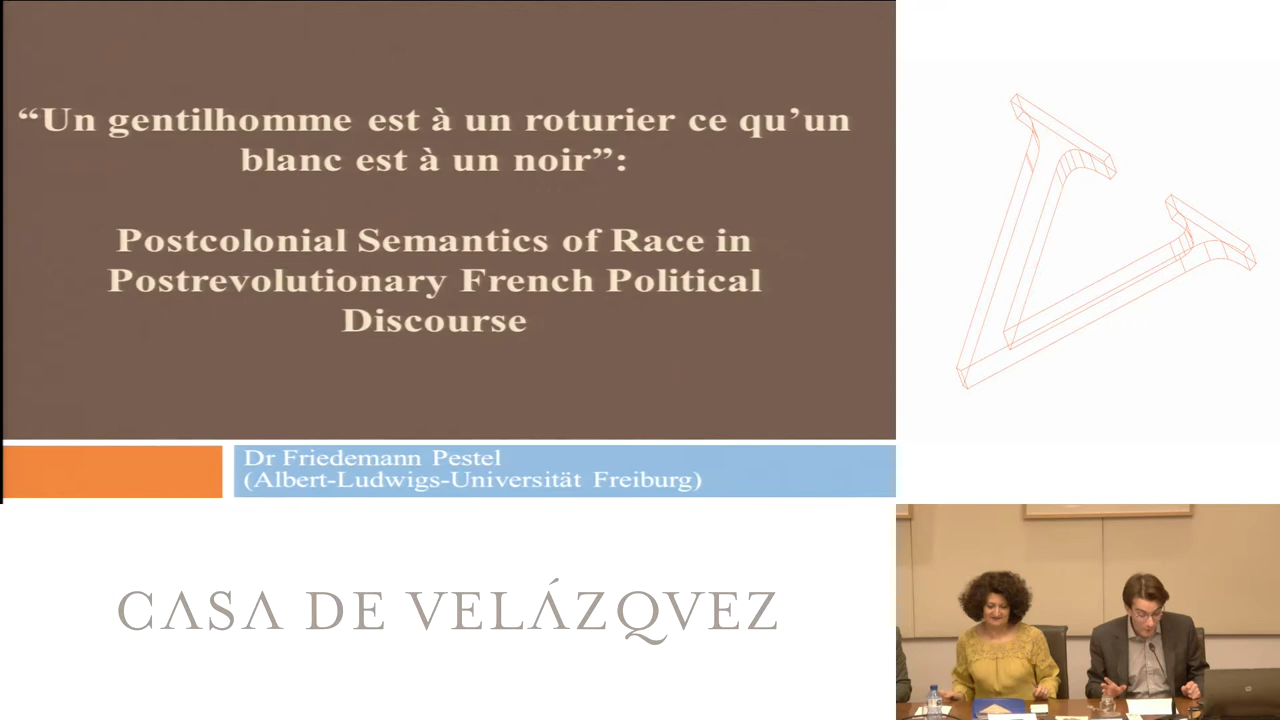 “Un gentilhomme est à un roturier ce qu’un
blanc est à un noir”:
Postcolonial Semantics of Race in
Postrevolutionary French Political
Discourse
Dr Friedemann Pestel
(Albert-Ludwigs-Universität Freiburg)
CASA DE VELÁZQVEZ